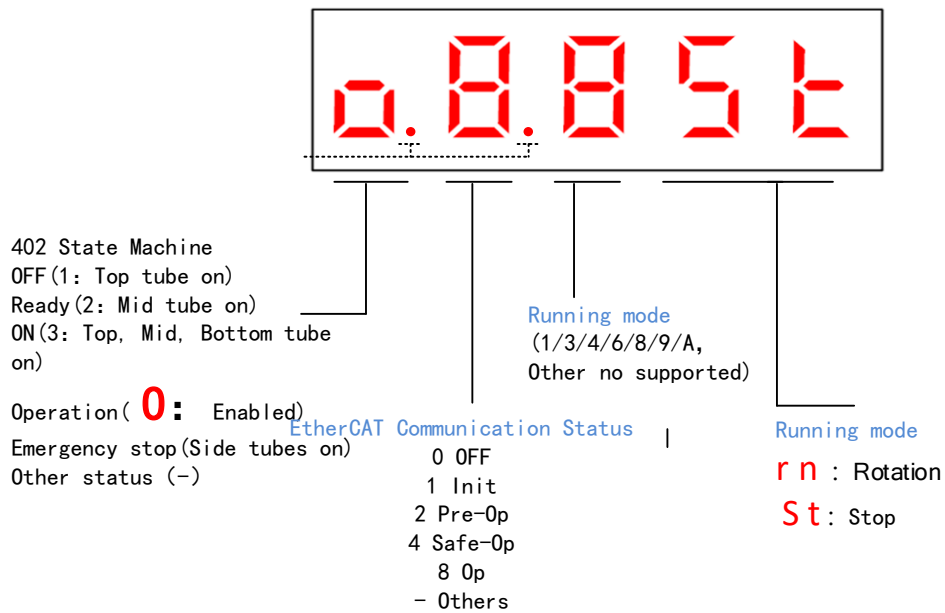 o.8.8St
402 State Machine
OFF(1: Top tube on)
Ready(2: Mid tube on)
ON(3: Top, Mid, Bottom tube
on)
Operation( O: Enabled)
Emergency stop(Side tubes on)
Other status (-)
EtherCAT Communication Status
0 OFF
1 Init
2 Pre-Op
4 Safe-Op
8 Op
- Others
Running mode
(1/3/4/6/8/9/A,
Other no supported)
Running mode
rn : Rotation
St: Stop